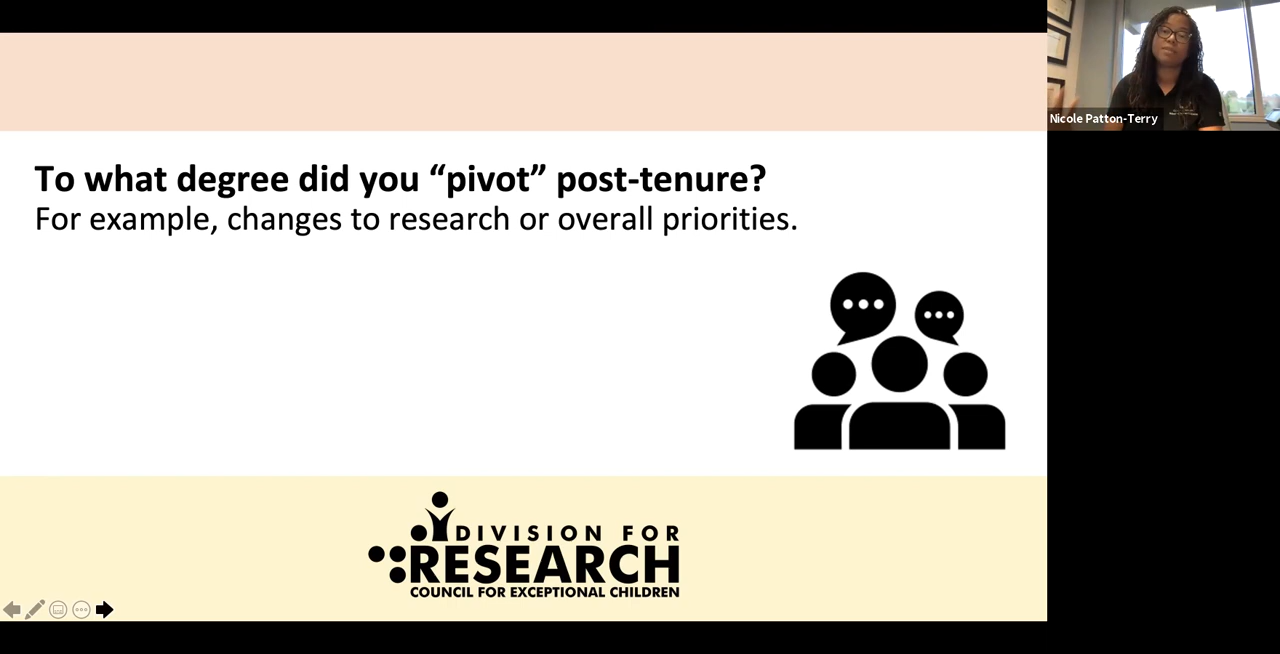 Nicole Patton-Terry
To what degree did you “pivot” post-tenure?
For example, changes to research or overall priorities.
DIVISION FOR
RESEARCH
COUNCIL FOR EXCEPTIONAL CHILDREN